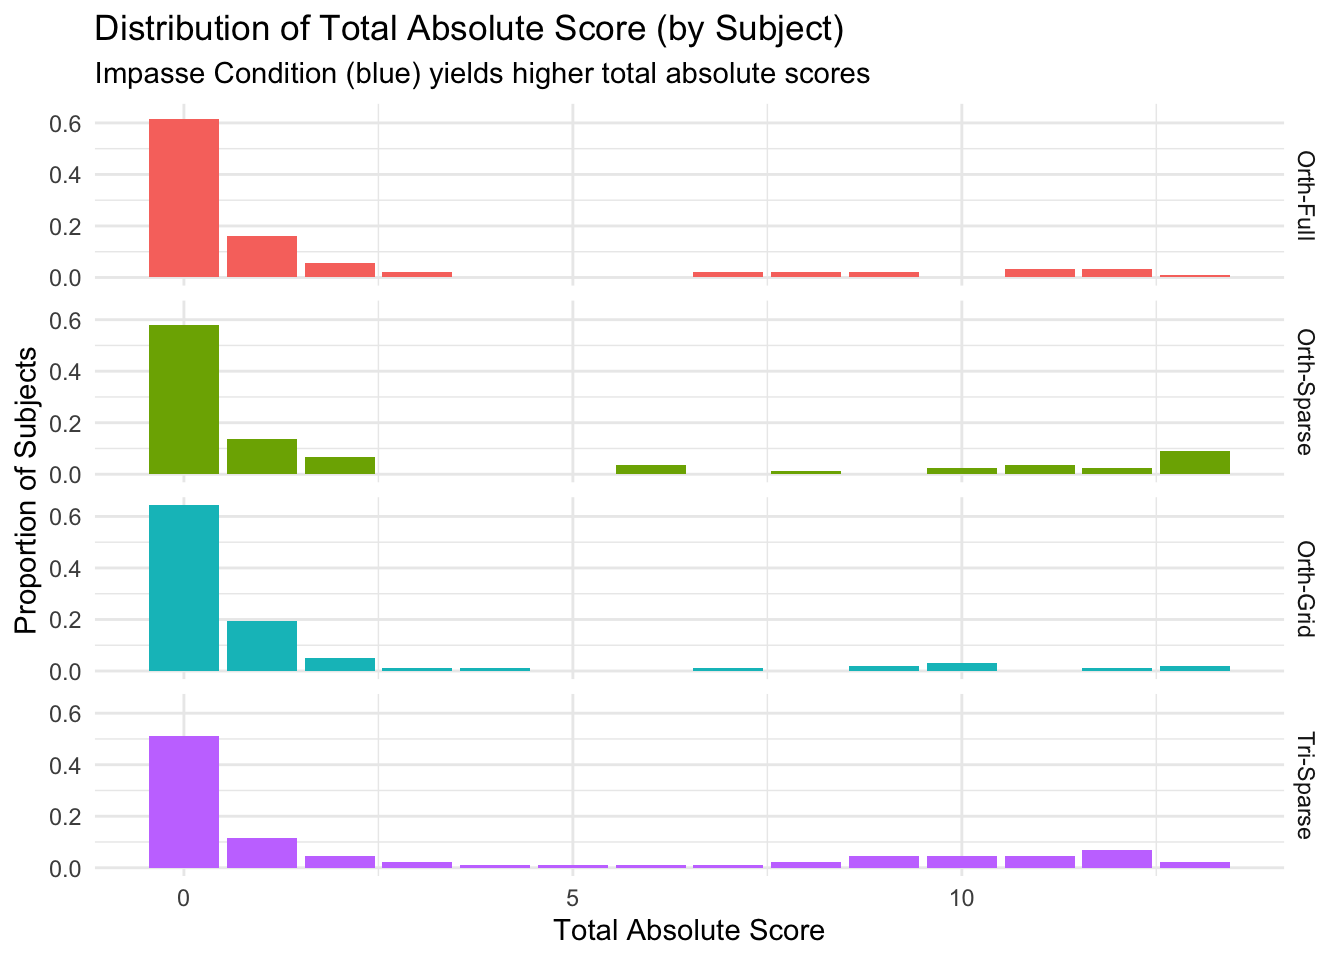 Distribution of Total Absolute Score (by Subject)
Impasse Condition (blue) yields higher total absolute scores
Proportion of Subjects
0.6
0.4
0.2
0.0
Orth-Full
0.6
0.4
0.2
0.0
Orth-Sparse
0.6
0.4
0.2
0.0
Orth-Grid
0.6
0.4
0.2
0.0
Tri-Sparse
0 5 10
Total Absolute Score